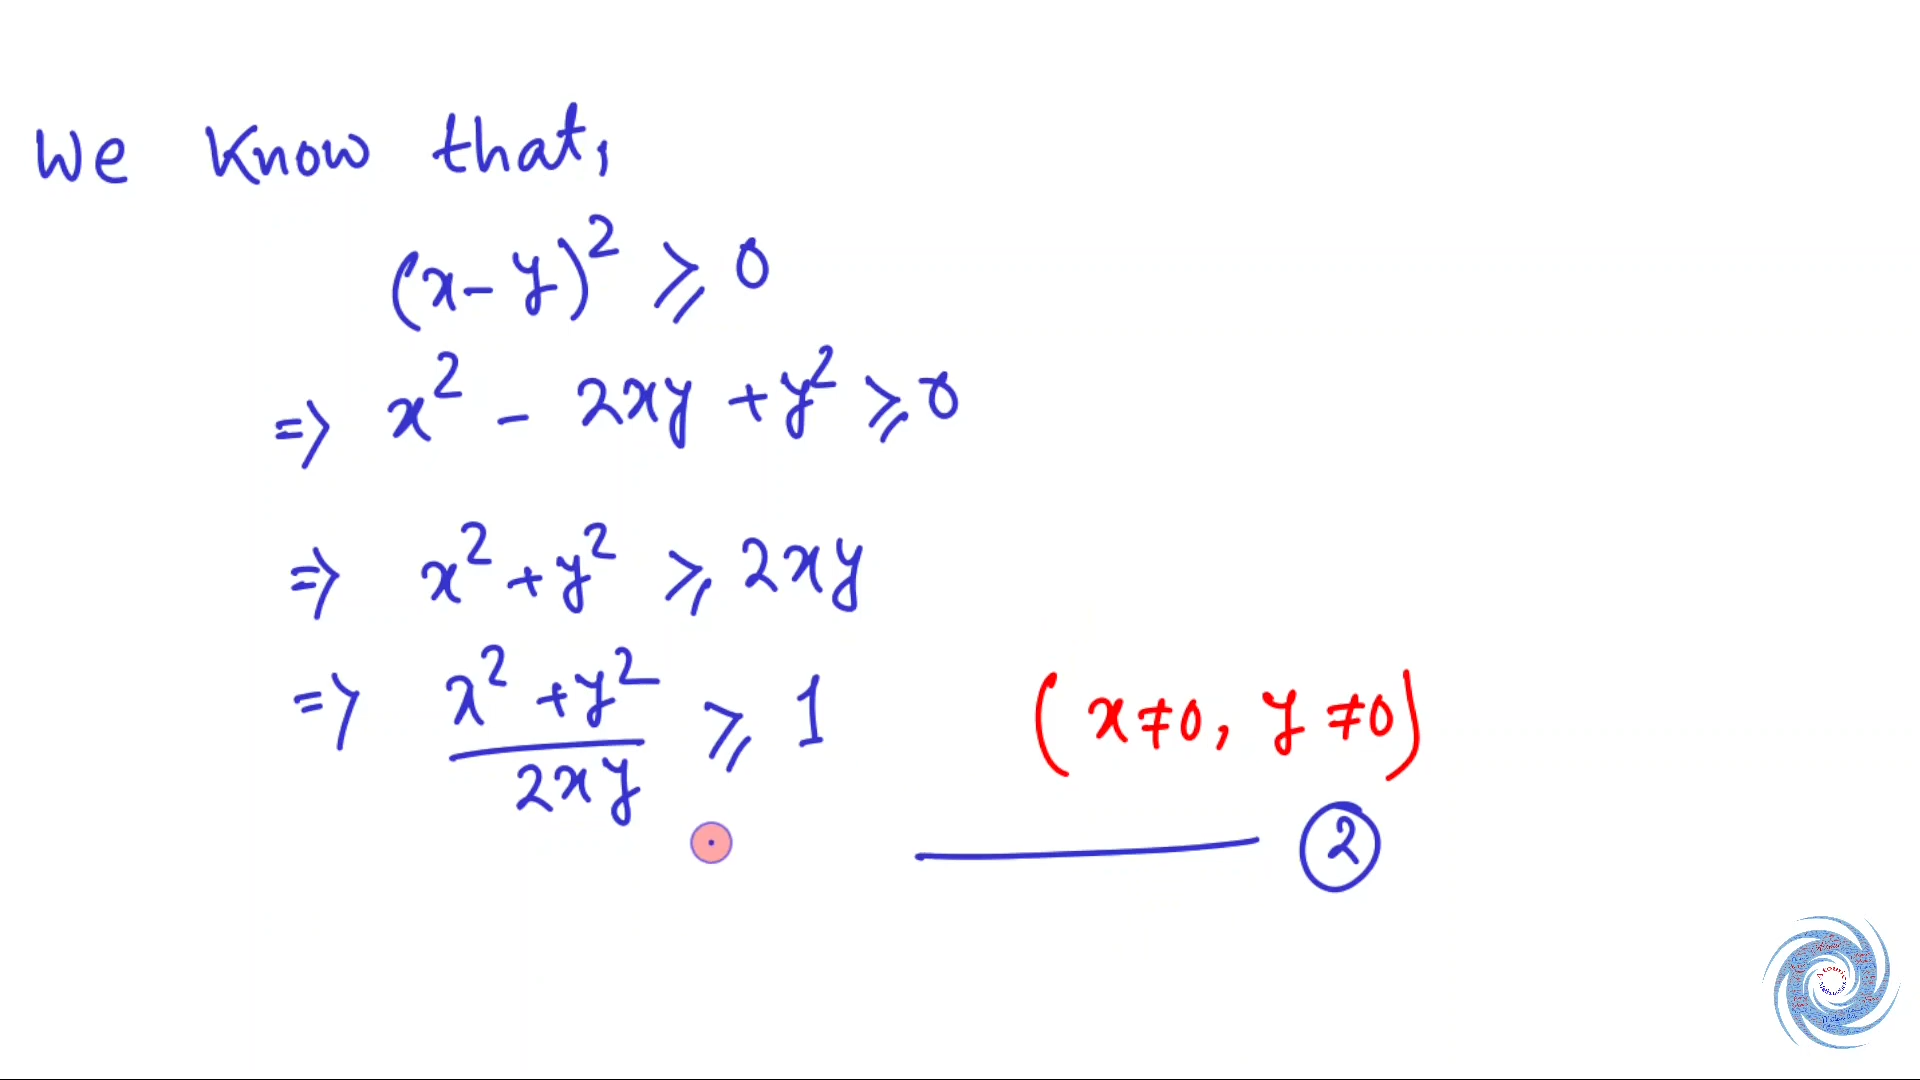 We Know that,
(x-y)² ⩾ 0
=> x² - 2xy + y² ⩾ 0
=> x² + y² ⩾ 2xy
=> (x² + y²)/2xy ⩾ 1 (x≠0, y≠0)
——— ②